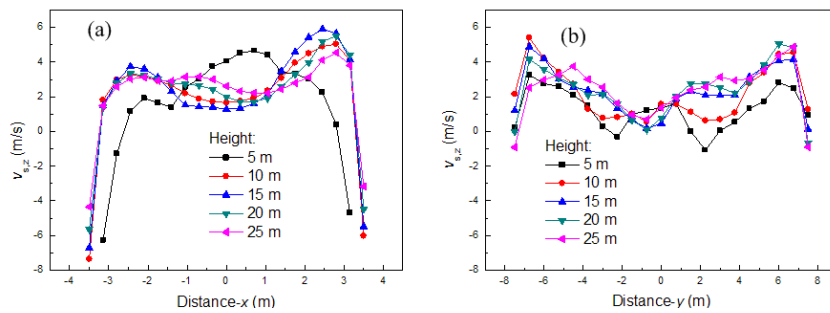 (a)
6
4
2
0
-2
-4
-6
-8
v s,z (m/s)
Height:
5 m
10 m
15 m
20 m
25 m
-4 -3 -2 -1 0 1 2 3 4
Distance-x (m)
(b)
6
4
2
0
-2
-4
-6
-8
v s,z (m/s)
Height:
5 m
10 m
15 m
20 m
25 m
-8 -6 -4 -2 0 2 4 6 8
Distance-y (m)